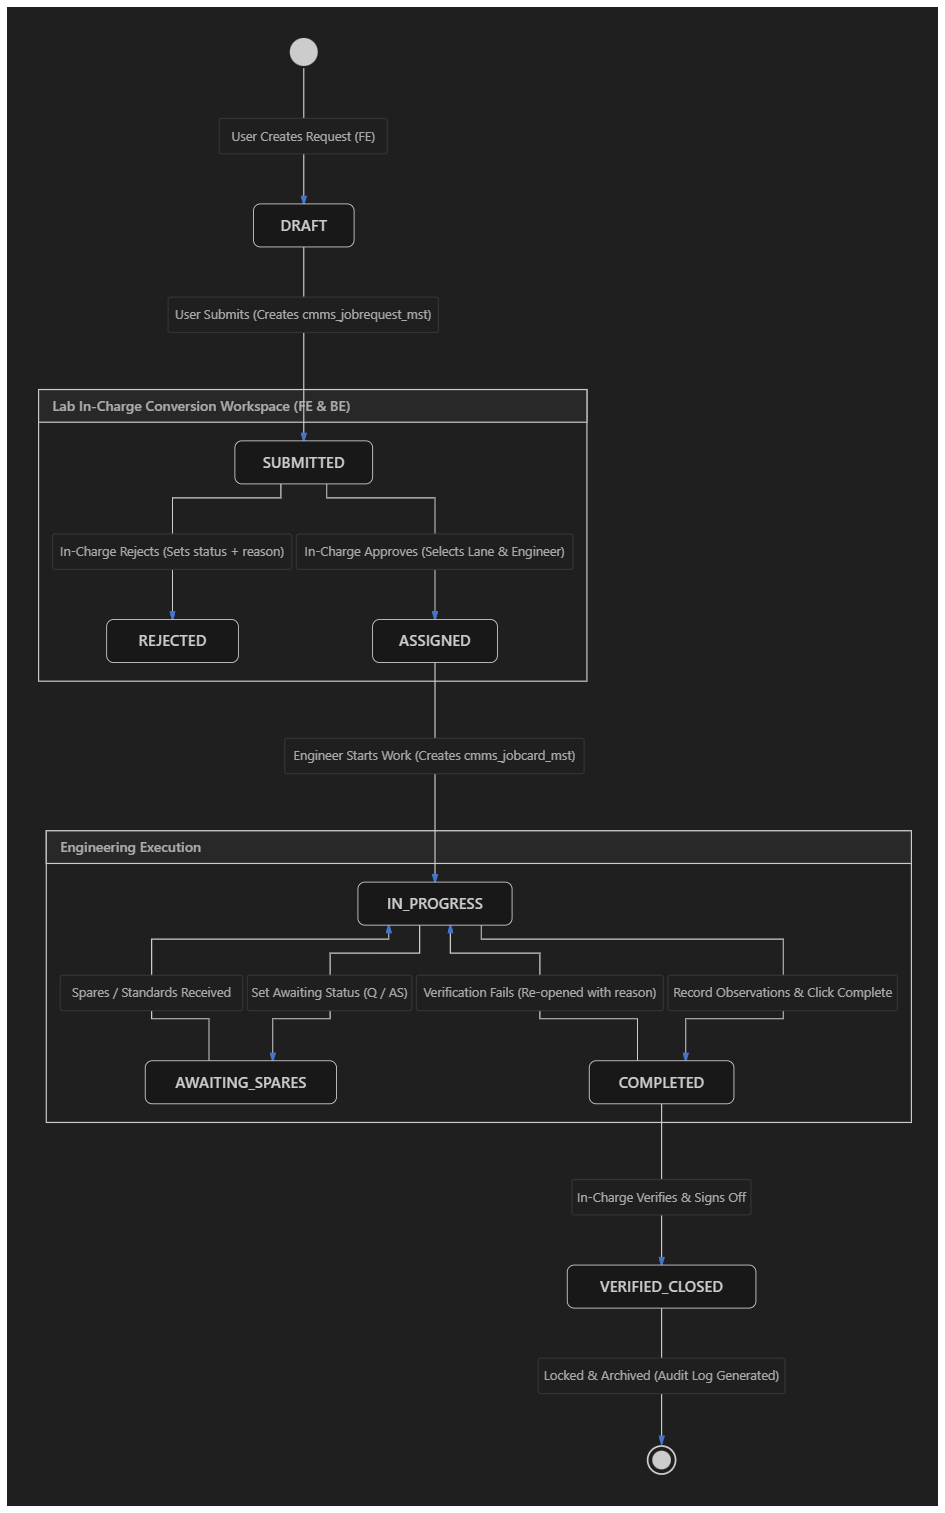 User Creates Request (FE)
DRAFT
User Submits (Creates cmms_jobrequest_mst)
Lab In-Charge Conversion Workspace (FE & BE)
SUBMITTED
In-Charge Rejects (Sets status + reason)
In-Charge Approves (Selects Lane & Engineer)
REJECTED
ASSIGNED
Engineer Starts Work (Creates cmms_jobcard_mst)
Engineering Execution
IN_PROGRESS
Spares / Standards Received
Set Awaiting Status (Q / AS)
Verification Fails (Re-opened with reason)
Record Observations & Click Complete
AWAITING_SPARES
COMPLETED
In-Charge Verifies & Signs Off
VERIFIED_CLOSED
Locked & Archived (Audit Log Generated)